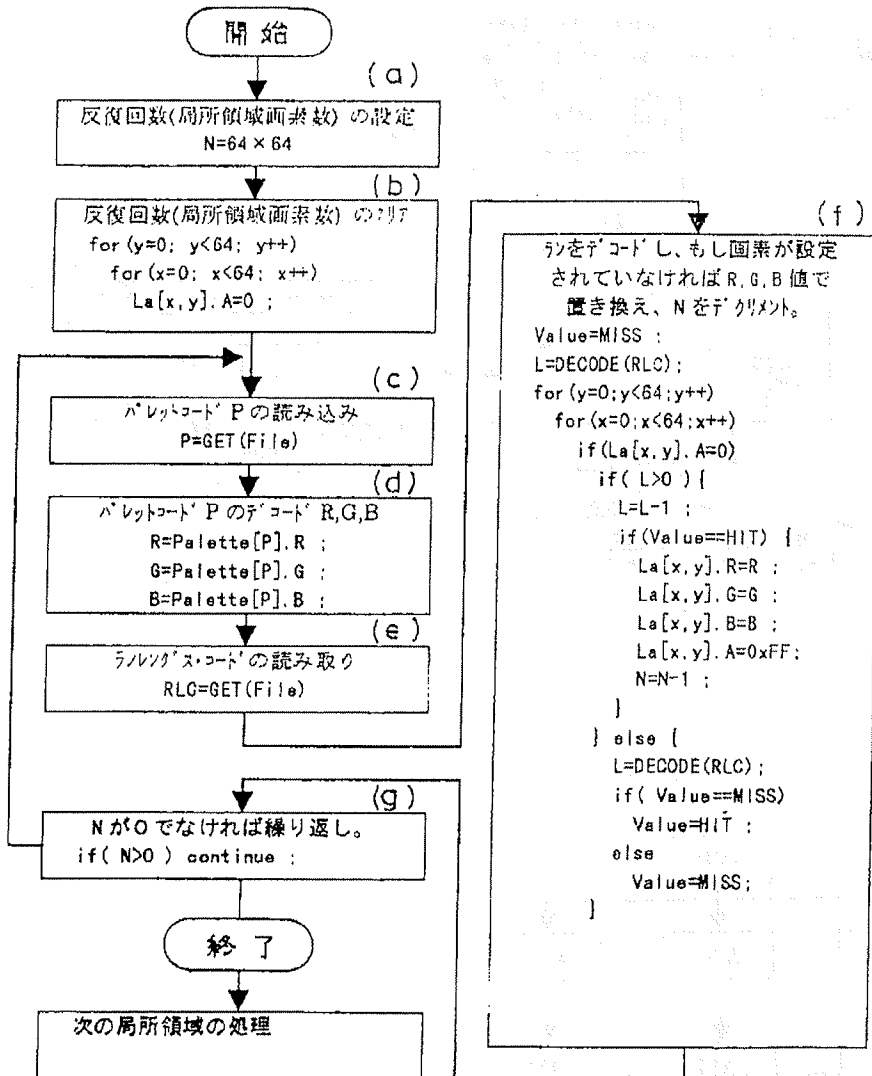 開始
(a)
反復回数(局所領域画素数) の設定
N=64×64
(b)
反復回数(局所領域画素数) のｸﾘｱ
for (y=0; y<64; y++)
for (x=0; x<64; x++)
La[x,y].A=0 ;
(c)
ﾊﾟﾚｯﾄｺｰﾄﾞ P の読み込み
P=GET(File)
(d)
ﾊﾟﾚｯﾄｺｰﾄﾞ P のﾃﾞｺｰﾄﾞ R,G,B
R=Palette[P].R ;
G=Palette[P].G ;
B=Palette[P].B ;
(e)
ﾗﾝﾚﾝｸﾞｽ･ｺｰﾄﾞの読み取り
RLC=GET(File)
(g)
Nが0でなければ繰り返し。
if( N>0 ) continue ;
終了
次の局所領域の処理
(f)
ﾗﾝをﾃﾞｺｰﾄﾞし、もし画素が設定
されていなければ R,G,B 値で
置き換え、N をﾃﾞｸﾘﾒﾝﾄ。
Value=MISS ;
L=DECODE(RLC);
for(y=0;y<64;y++)
for(x=0;x<64;x++)
if(La[x,y].A=0)
if( L>0 ) {
L=L-1 ;
if(Value==HIT) {
La[x,y].R=R ;
La[x,y].G=G ;
La[x,y].B=B ;
La[x,y].A=0xFF;
N=N-1 ;
}
} else {
L=DECODE(RLC);
if( Value==MISS)
Value=HIT ;
else
Value=MISS;
}